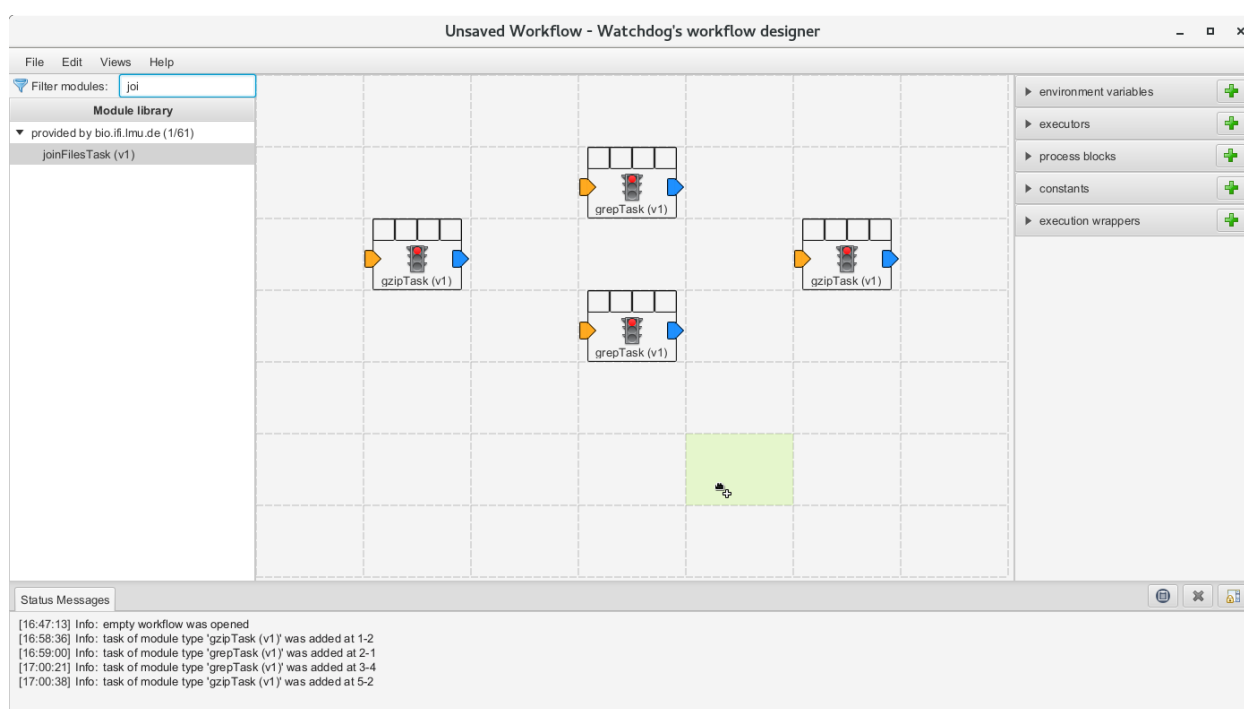 Unsaved Workflow - Watchdog's workflow designer
File Edit Views Help
Filter modules: joi
Module library
provided by bio.ifi.lmu.de (1/61)
joinFilesTask (v1)
grepTask (v1)
gzipTask (v1)
gzipTask (v1)
grepTask (v1)
environment variables
executors
process blocks
constants
execution wrappers
Status Messages
[16:47:13] Info: empty workflow was opened
[16:58:36] Info: task of module type 'gzipTask (v1)' was added at 1-2
[16:59:00] Info: task of module type 'grepTask (v1)' was added at 2-1
[17:00:21] Info: task of module type 'grepTask (v1)' was added at 3-4
[17:00:38] Info: task of module type 'gzipTask (v1)' was added at 5-2